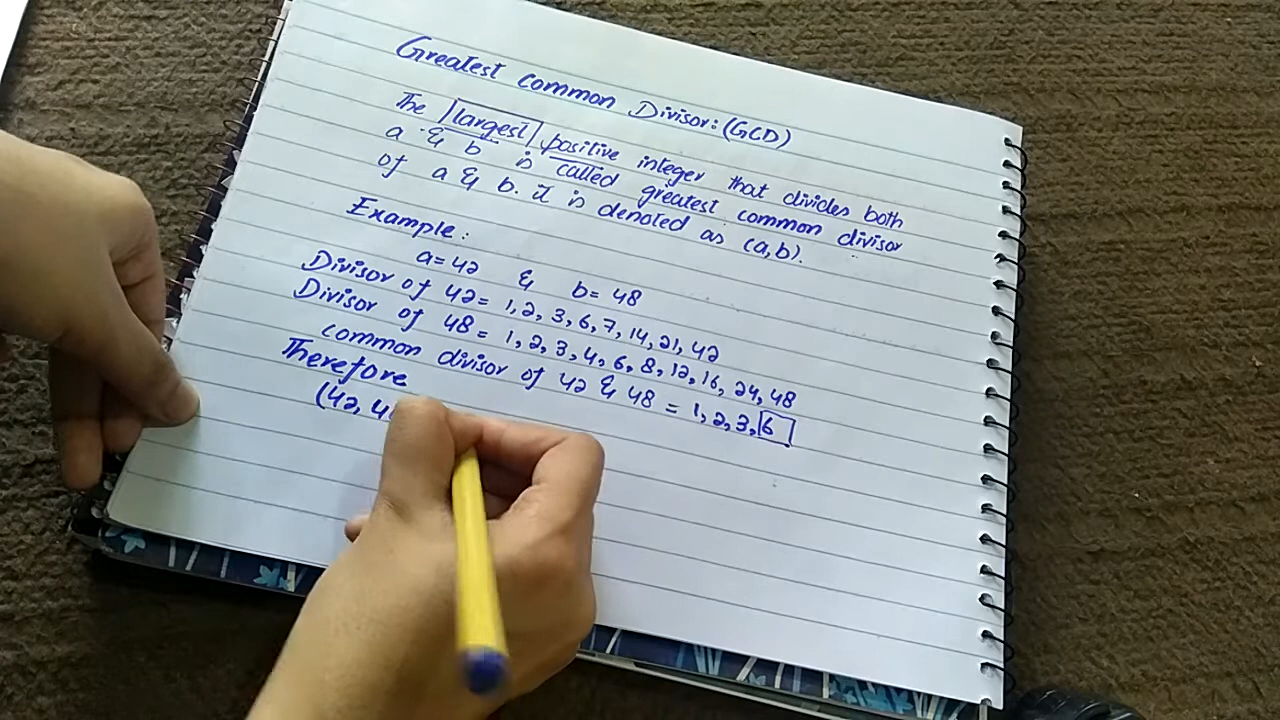 Greatest Common Divisor: (GCD)
The largest positive integer that divides both
a & b is called greatest common divisor
of a & b. it is denoted as (a,b).
Example:
a=42 & b=48
Divisor of 42= 1,2,3,6,7,14,21,42
Divisor of 48= 1,2,3,4,6,8,12,16,24,48
common divisor of 42 & 48 = 1,2,3,6
Therefore
(42,4